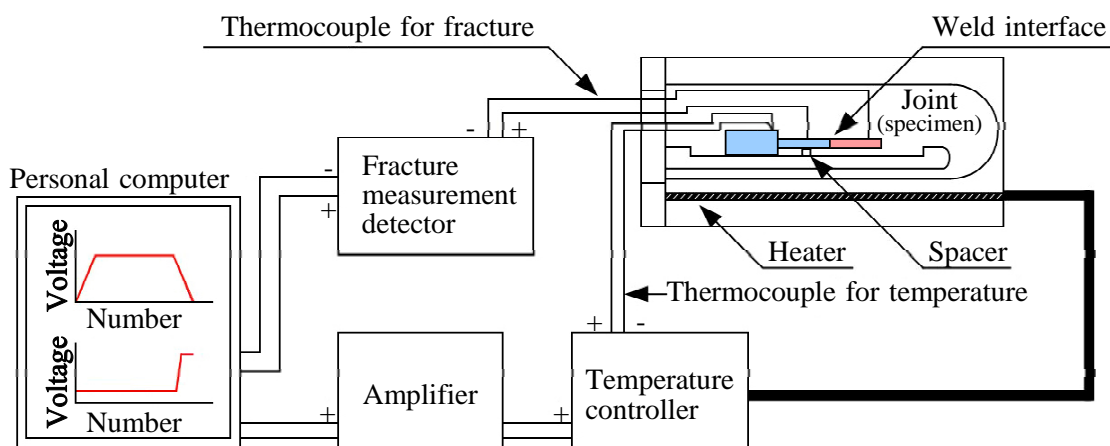 Thermocouple for fracture
Weld interface
Joint
(specimen)
- +
Fracture
measurement
detector
-
+
Personal computer
Voltage
Number
Voltage
Number
Heater
Spacer
Thermocouple for temperature
+ -
Amplifier
+
Temperature
controller
+